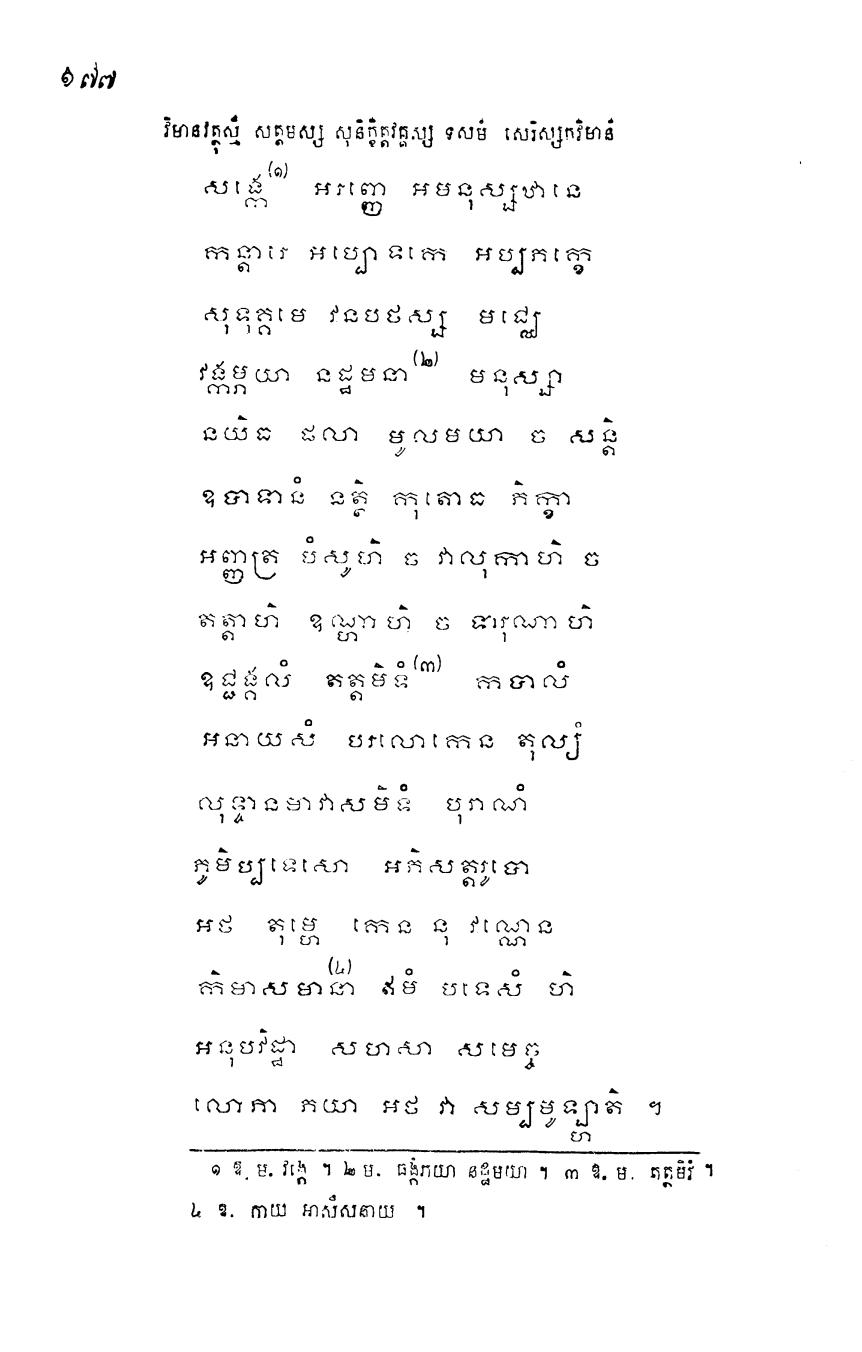 ១៧៧
វិមានវត្ថុស្មឹ សត្តមស្ស សុនិក្ខិត្តវគ្គស្ស ទសមំ សេរិស្សកវិមានំ
សង្កេ(១) អរញ្ញេ អមនុស្សឋានេ
កន្តារេ អប្បោទកេ អប្បភក្ខេ
សុទុគ្គមេ វនបថស្ស មជ្ឈេ
វង្កម្ភយា នដ្ឋមនា(២) មនុស្សា
នយិធ ផលា មូលមយា ច សន្តិ
ឧបាទានំ នត្ថិ កុតោធ ភិក្ខា
អញ្ញត្រ បំសូហិ ច វាលុកាហិ ច
តត្តាហិ ឧណ្ហាហិ ច ទារុណាហិ
ឧជ្ជង្គលំ តត្តមិទំ(៣) កបាលំ
អនាយសំ បរលោកេន តុល្យំ
លុទ្ទានមាវាសមិទំ បុរាណំ
ភូមិប្បទេសោ អភិសត្តរូបោ
អថ តុម្ហេ កេន នុ វណ្ណេន
កិមាសមានា(៤) ឥមំ បទេសំ ហិ
អនុបវិដ្ឋា សហសា សមេច្ច
លោភា ភយា អថ វា សម្បមូឡ្ហាតិ ។
១ ឱ. ម. វង្កេ ។ ២ ម. ធង្កំភយា នដ្ឋមយា ។ ៣ ឱ. ម. តត្តមិវំ ។
៤ ឱ. កាយ អាសឹសនាយ ។